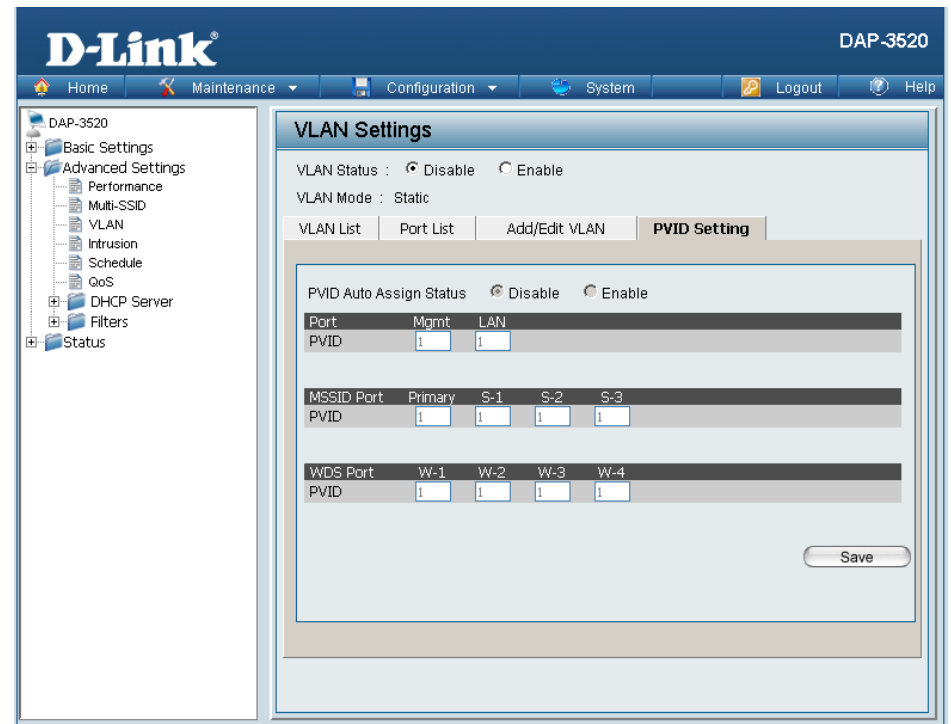 D-Link®
DAP-3520
Home Maintenance Configuration System Logout Help
DAP-3520
Basic Settings
Advanced Settings
Performance
Multi-SSID
VLAN
Intrusion
Schedule
QoS
DHCP Server
Filters
Status
VLAN Settings
VLAN Status : Disable Enable
VLAN Mode : Static
VLAN List Port List Add/Edit VLAN PVID Setting
PVID Auto Assign Status Disable Enable
Port Mgmt LAN
PVID 1 1
MSSID Port Primary S-1 S-2 S-3
PVID 1 1 1 1
WDS Port W-1 W-2 W-3 W-4
PVID 1 1 1 1
Save